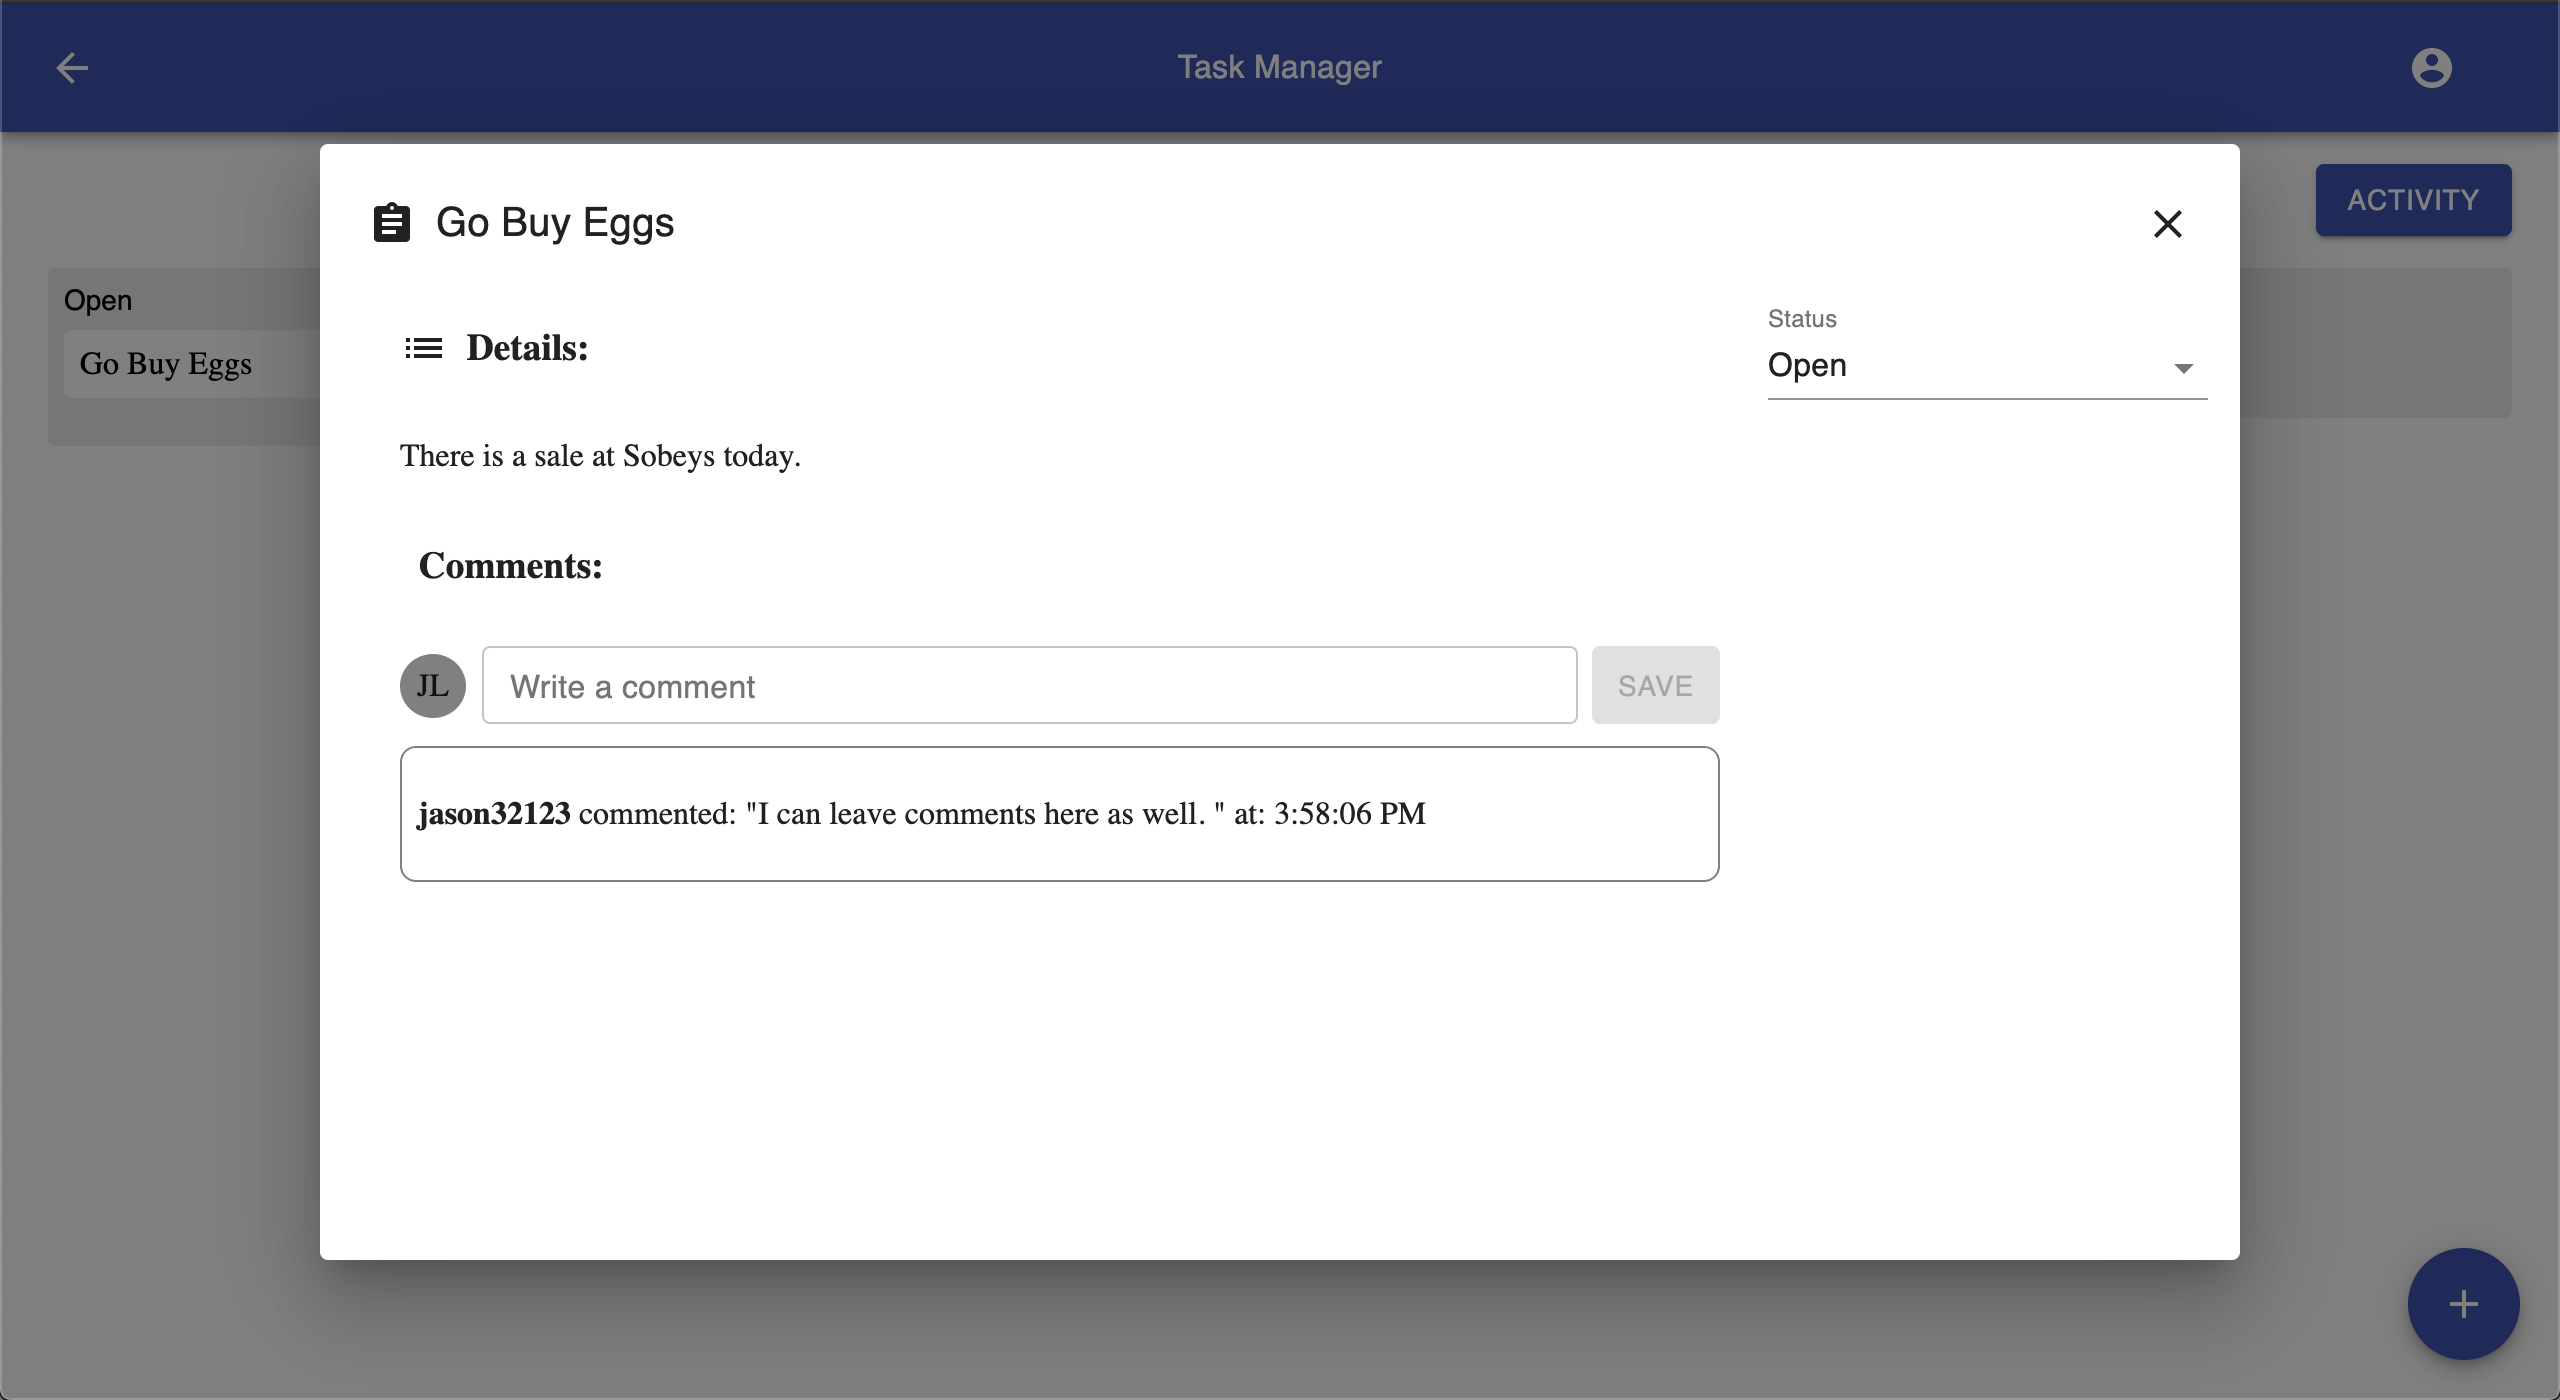 Task Manager
ACTIVITY
Open
Go Buy Eggs
Go Buy Eggs
Status
Open
Details:
There is a sale at Sobeys today.
Comments:
JL
Write a comment
SAVE
jason32123 commented: "I can leave comments here as well. " at: 3:58:06 PM